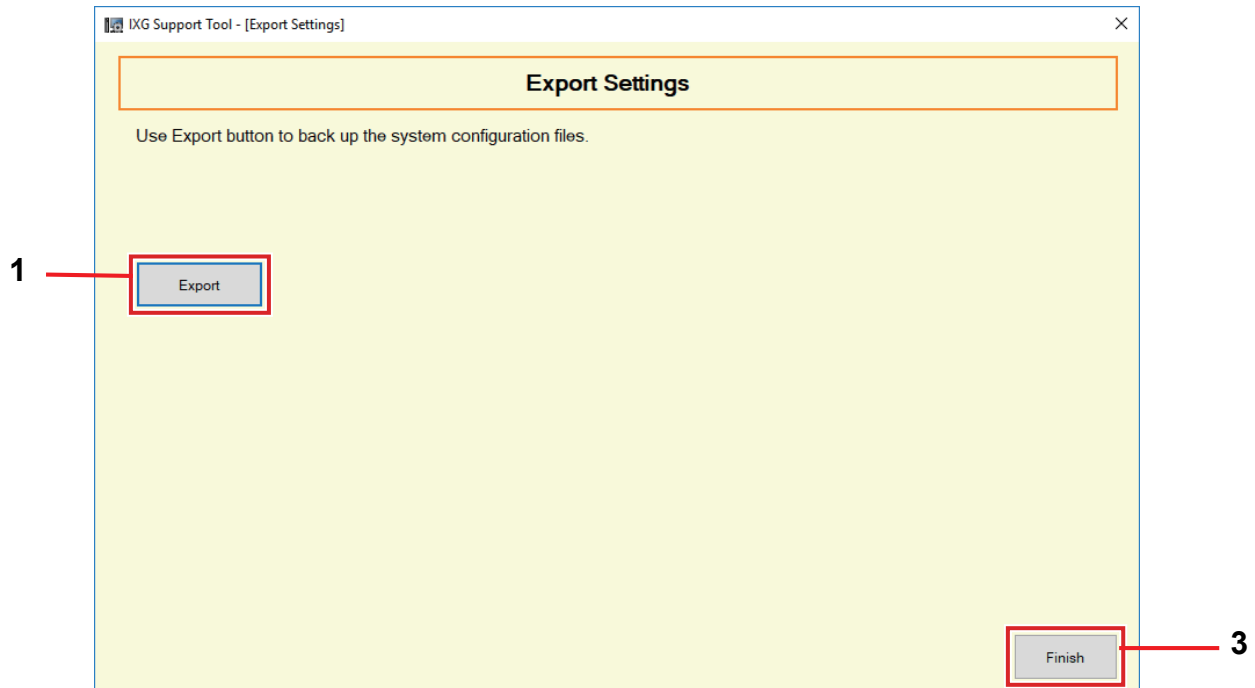 IXG Support Tool - [Export Settings]
Export Settings
Use Export button to back up the system configuration files.
1
Export
Finish
3